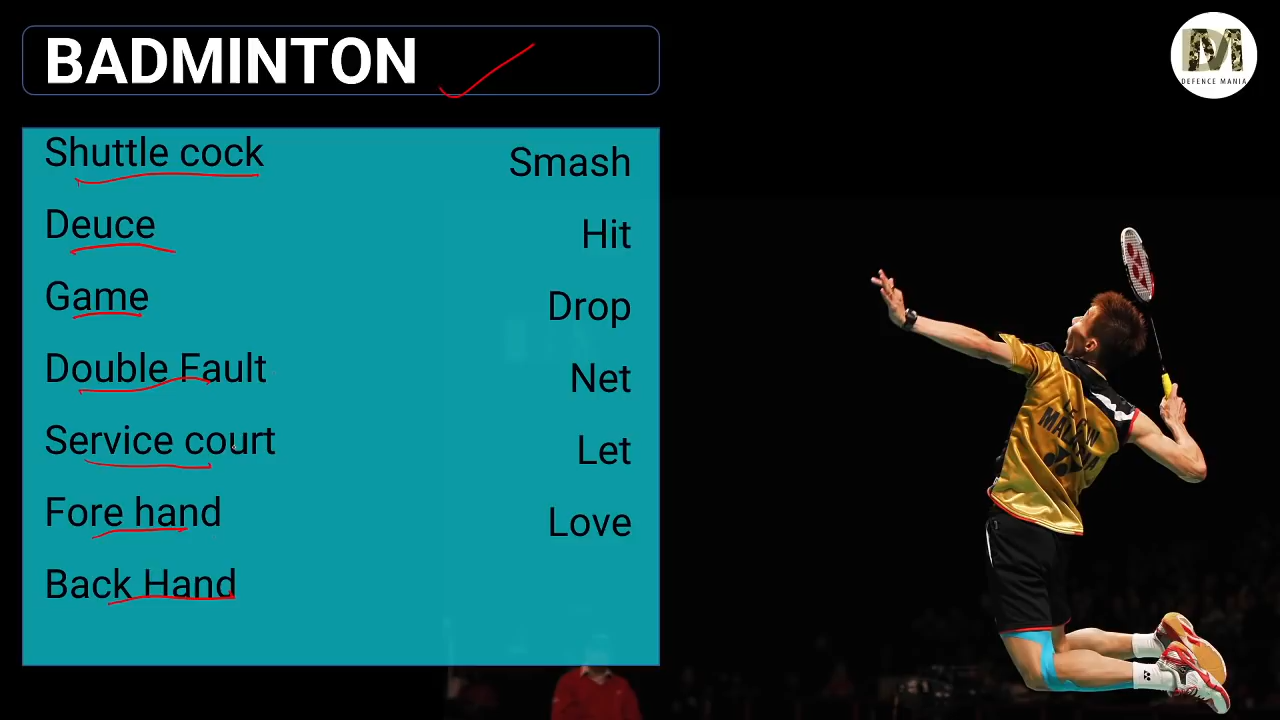 BADMINTON
DM
DEFENCE MANIA
Shuttle cock
Smash
Deuce
Hit
Game
Drop
Double Fault
Net
Service court
Let
Fore hand
Love
Back Hand